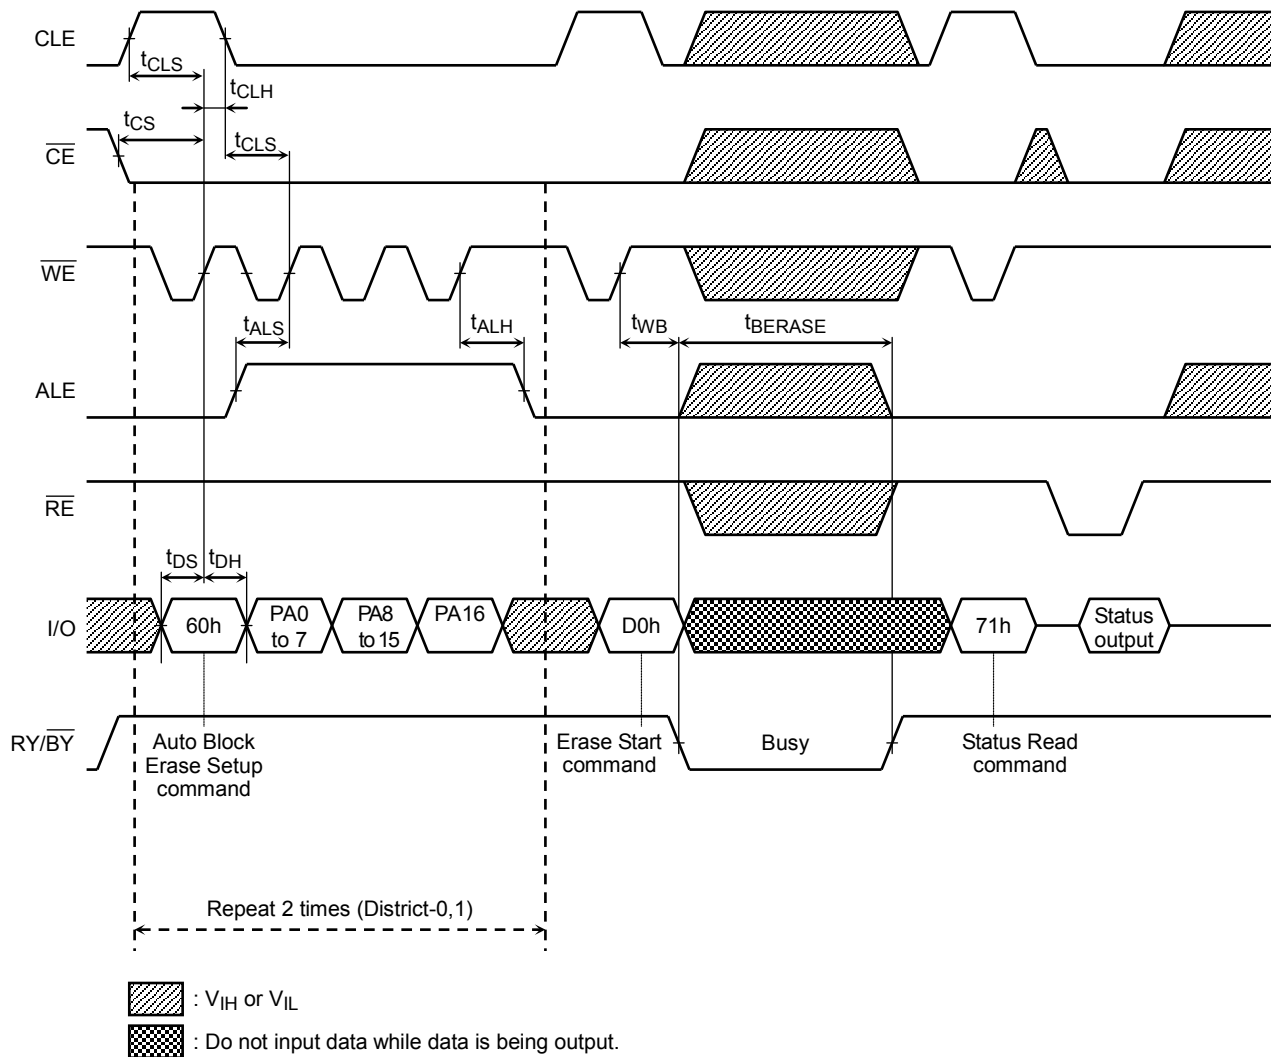 CLE
tCLS
tCLH
tCS
tCLS
CE
WE
tALS
tALH
tWB
tBERASE
ALE
RE
tDS
tDH
I/O
60h
PA0
to 7
PA8
to 15
PA16
D0h
71h
Status
output
RY/BY
Auto Block
Erase Setup
command
Erase Start
command
Busy
Status Read
command
Repeat 2 times (District-0,1)
: VIH or VIL
: Do not input data while data is being output.